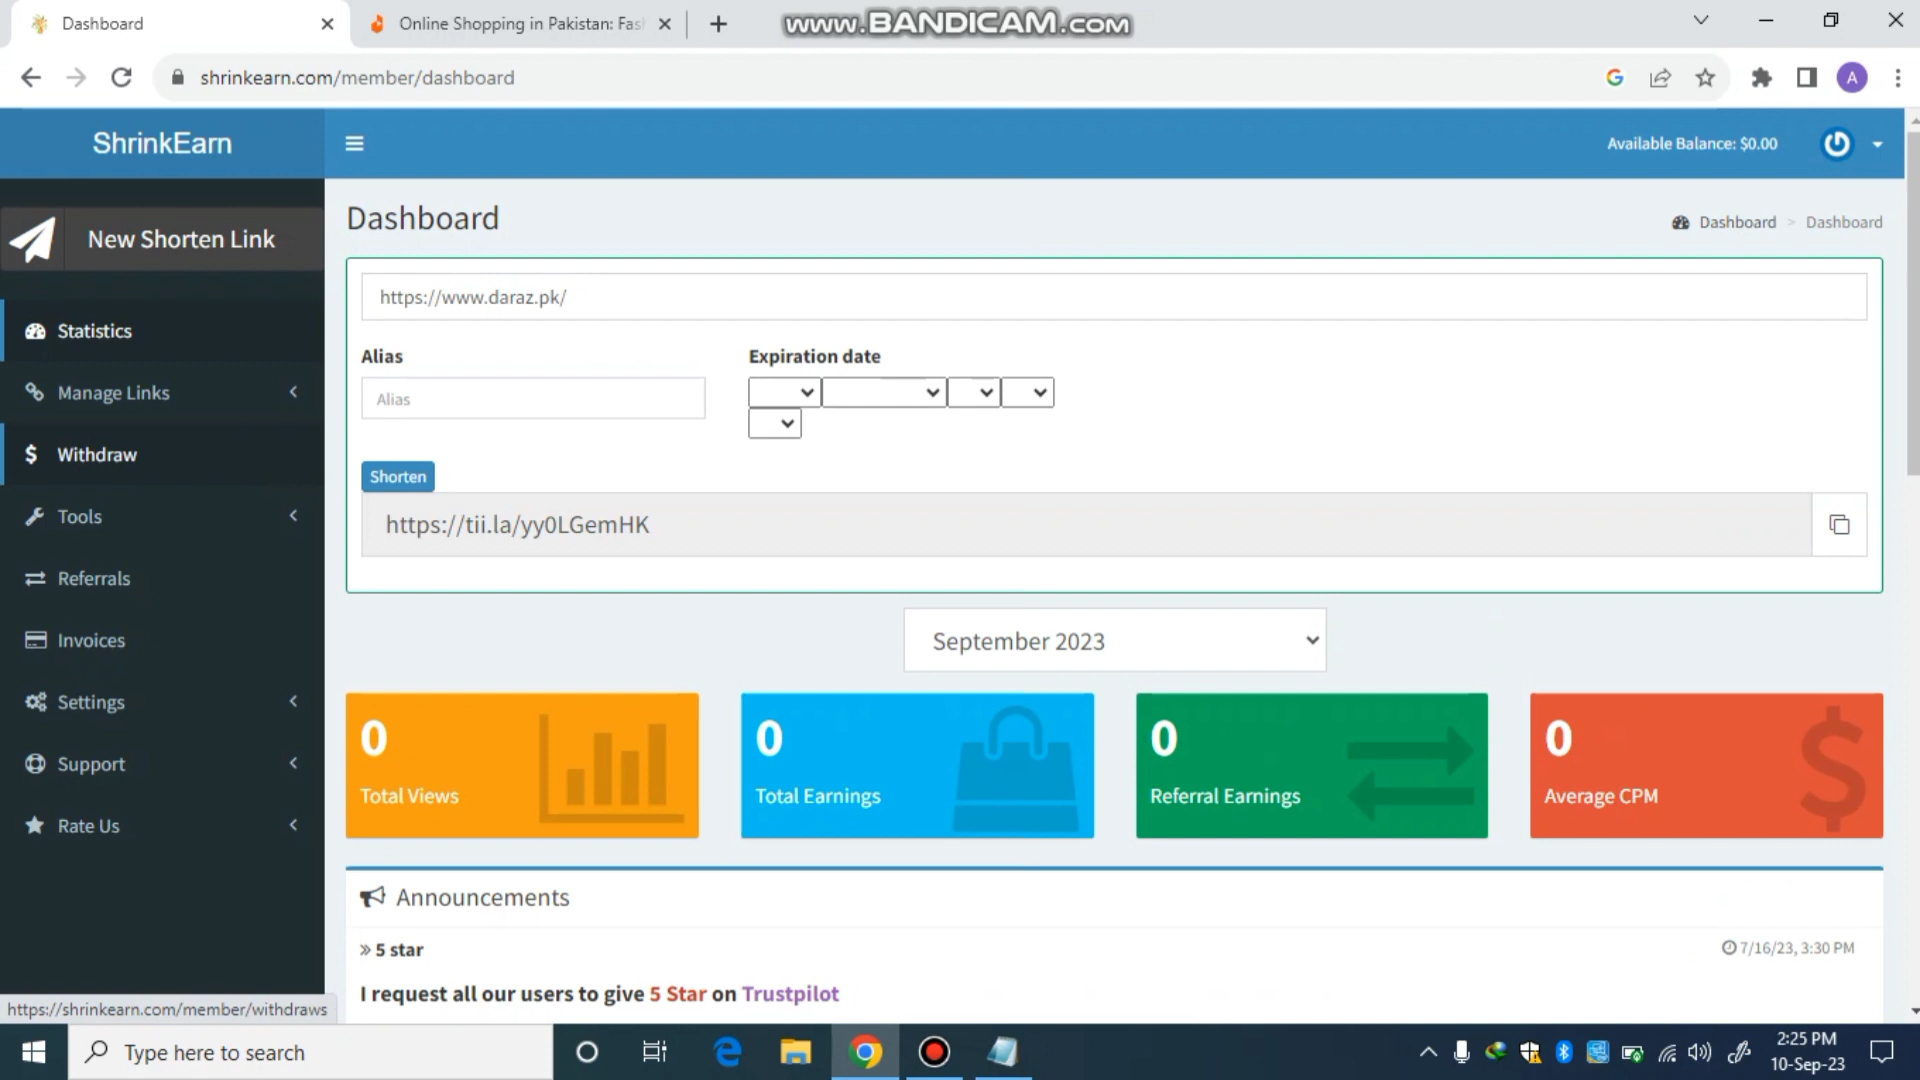 Dashboard
Online Shopping in Pakistan: Fas
www.BANDICAM.com
shrinkearn.com/member/dashboard
A
ShrinkEarn
Available Balance: $0.00
New Shorten Link
Dashboard
Dashboard > Dashboard
https://www.daraz.pk/
Statistics
Alias
Expiration date
Manage Links
Alias
Withdraw
Shorten
Tools
https://tii.la/yy0LGemHK
Referrals
Invoices
September 2023
Settings
0
0
0
0
Support
Total Views
Total Earnings
Referral Earnings
Average CPM
Rate Us
Announcements
» 5 star
7/16/23, 3:30 PM
I request all our users to give 5 Star on Trustpilot
https://shrinkearn.com/member/withdraws
Type here to search
2:25 PM
10-Sep-23